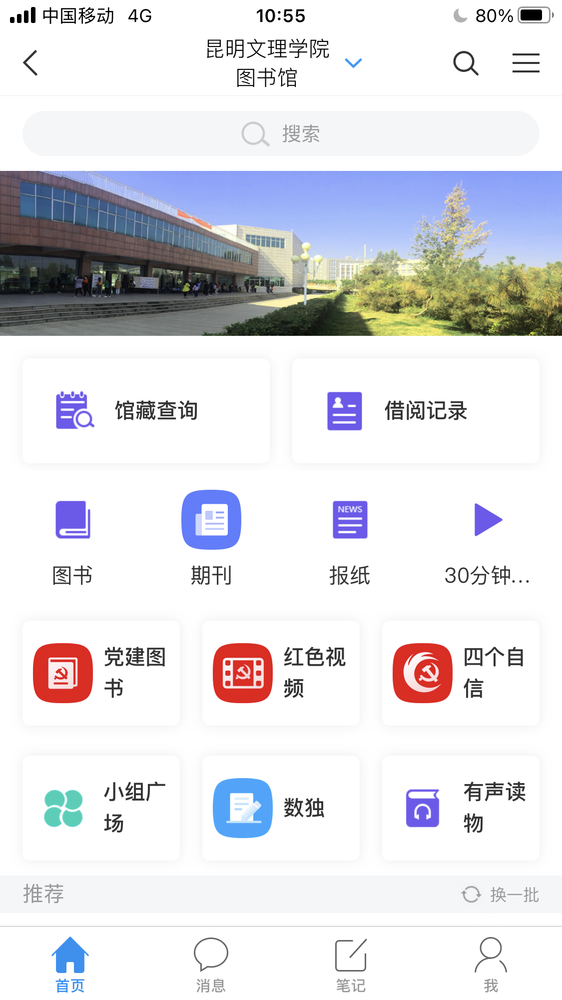 中国移动 4G 10:55 80%
昆明文理学院
图书馆
搜索
馆藏查询 借阅记录
NEWS
图书 期刊 报纸 30分钟...
党建图
书
红色视
频
四个自
信
小组广
场
数独
有声读
物
推荐 换一批
首页 消息 笔记 我